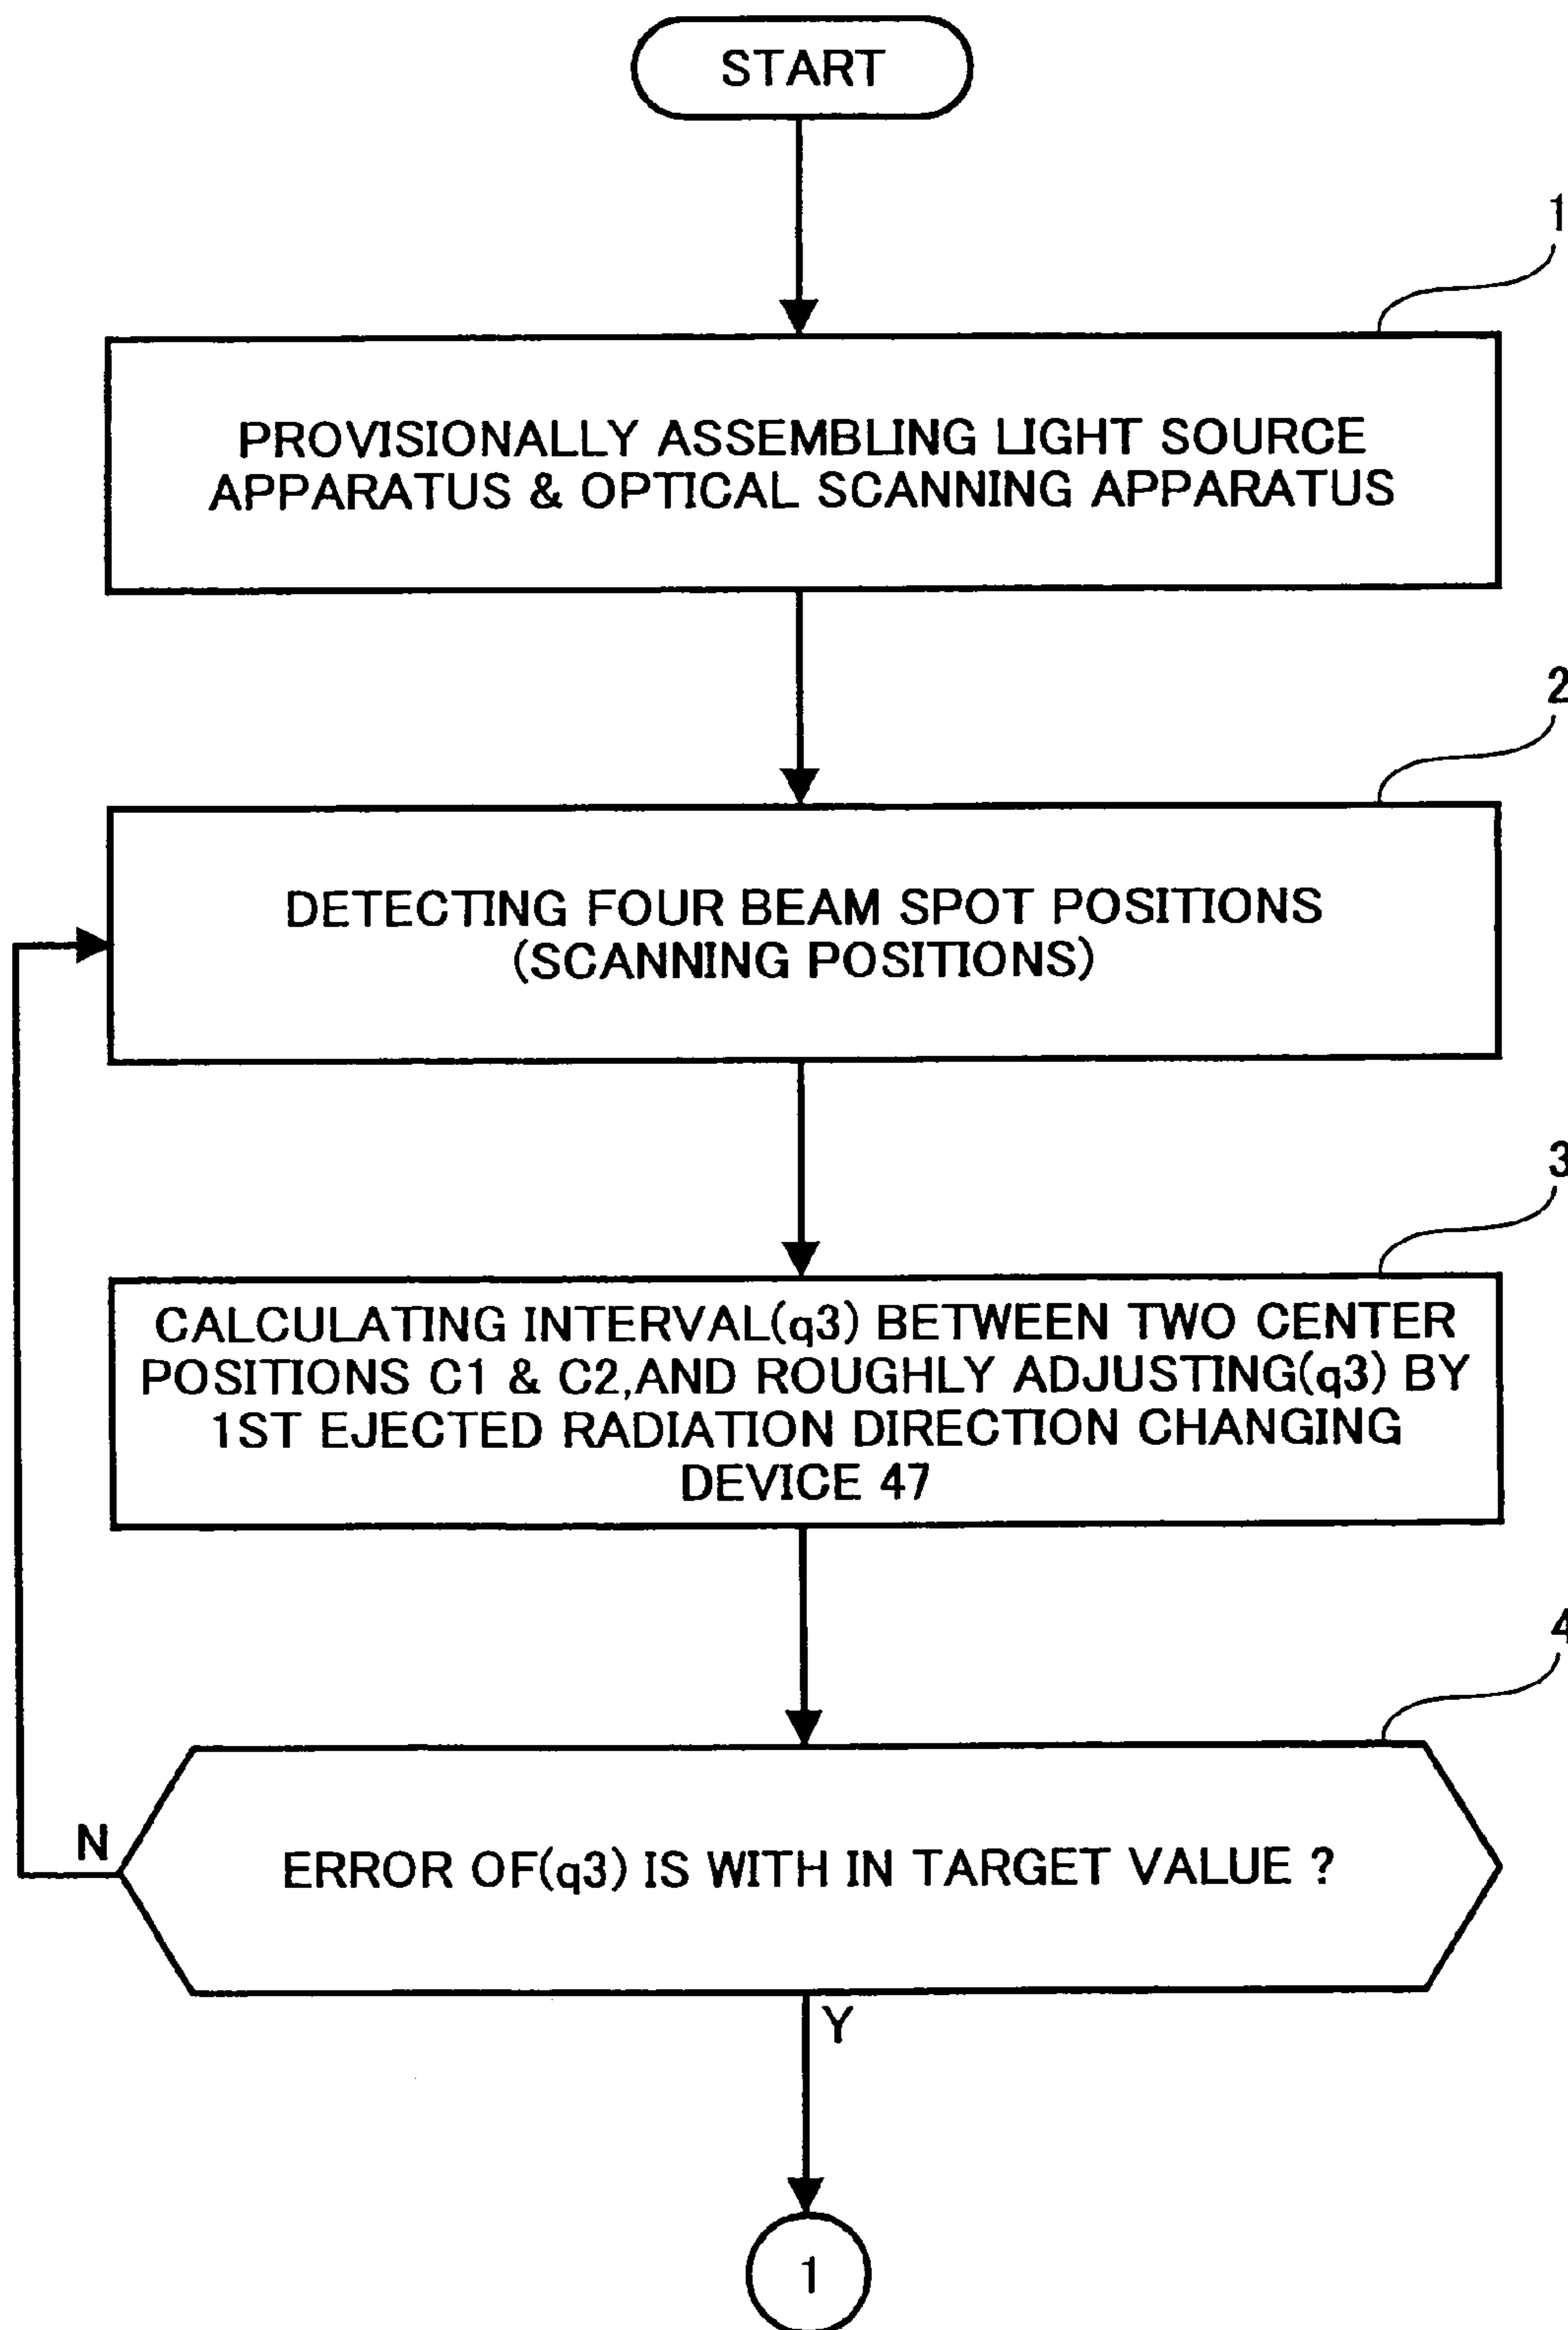 START
1
PROVISIONALLY ASSEMBLING LIGHT SOURCE
APPARATUS & OPTICAL SCANNING APPARATUS
2
DETECTING FOUR BEAM SPOT POSITIONS
(SCANNING POSITIONS)
3
CALCULATING INTERVAL(q3) BETWEEN TWO CENTER
POSITIONS C1 & C2,AND ROUGHLY ADJUSTING(q3) BY
1ST EJECTED RADIATION DIRECTION CHANGING
DEVICE 47
4
N
ERROR OF(q3) IS WITH IN TARGET VALUE ?
Y
1